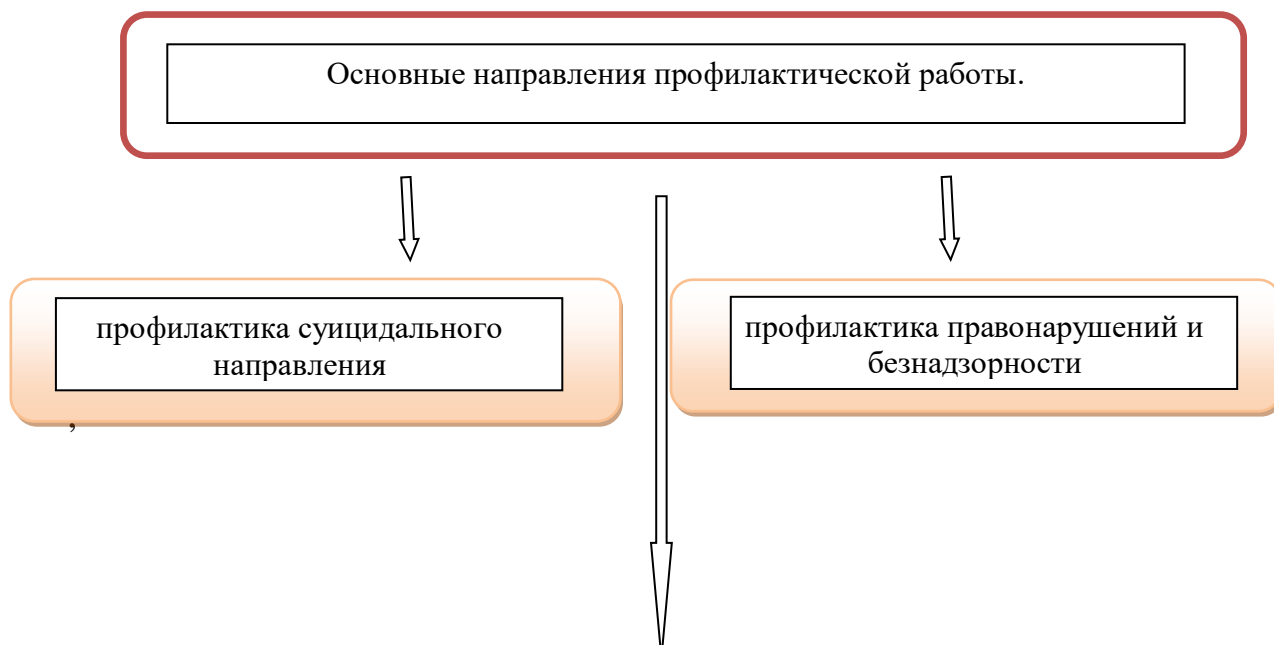 Основные направления профилактической работы.
профилактика суицидального
направления
профилактика правонарушений и
безнадзорности
,